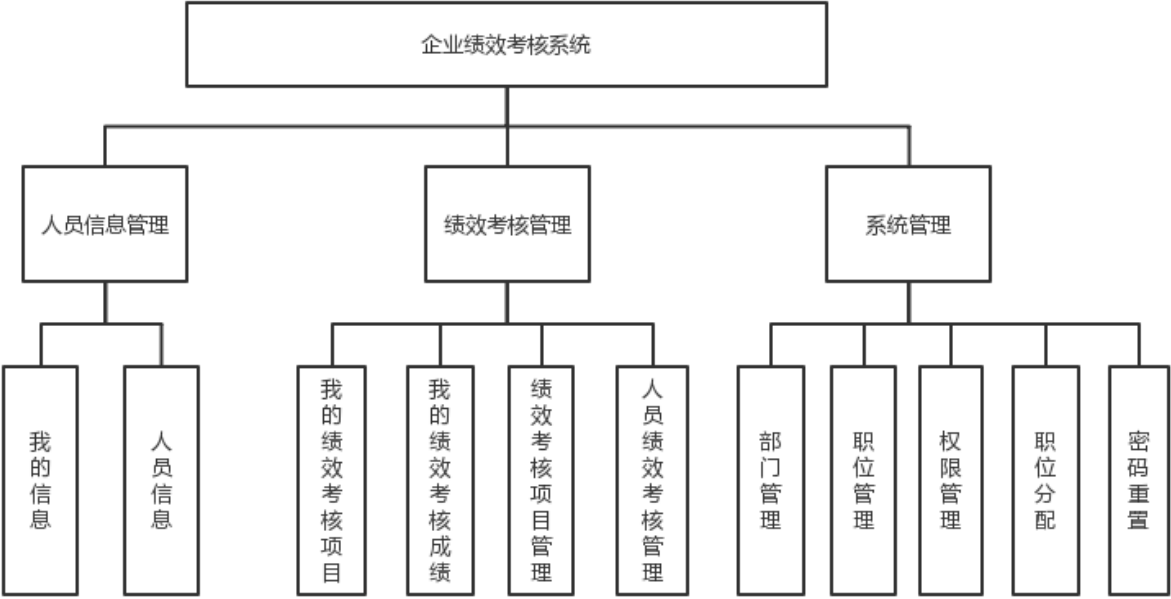 企业绩效考核系统
人员信息管理
绩效考核管理
系统管理
我的信息
人员信息
我的绩效考核项目
我的绩效考核成绩
绩效考核项目管理
人员绩效考核管理
部门管理
职位管理
权限管理
职位分配
密码重置